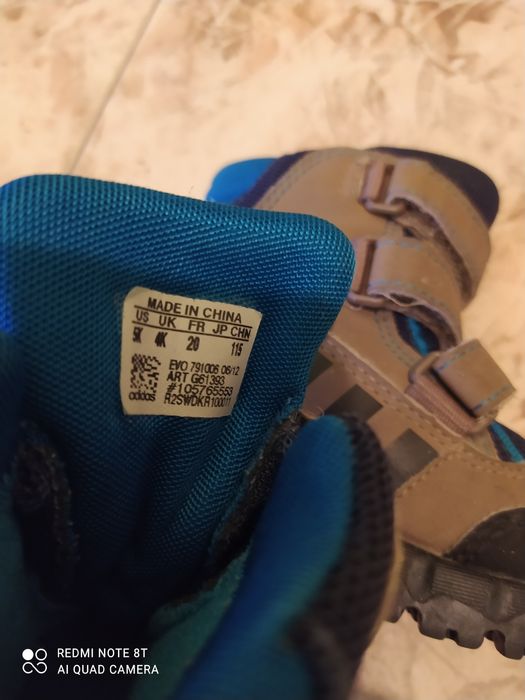 MADE IN CHINA
US UK FR JP CHN
5K 4K 20 115
EVO 791006 06/12
ART G61393
#105765553
R2SWDKR100011
adidas
REDMI NOTE 8T
AI QUAD CAMERA